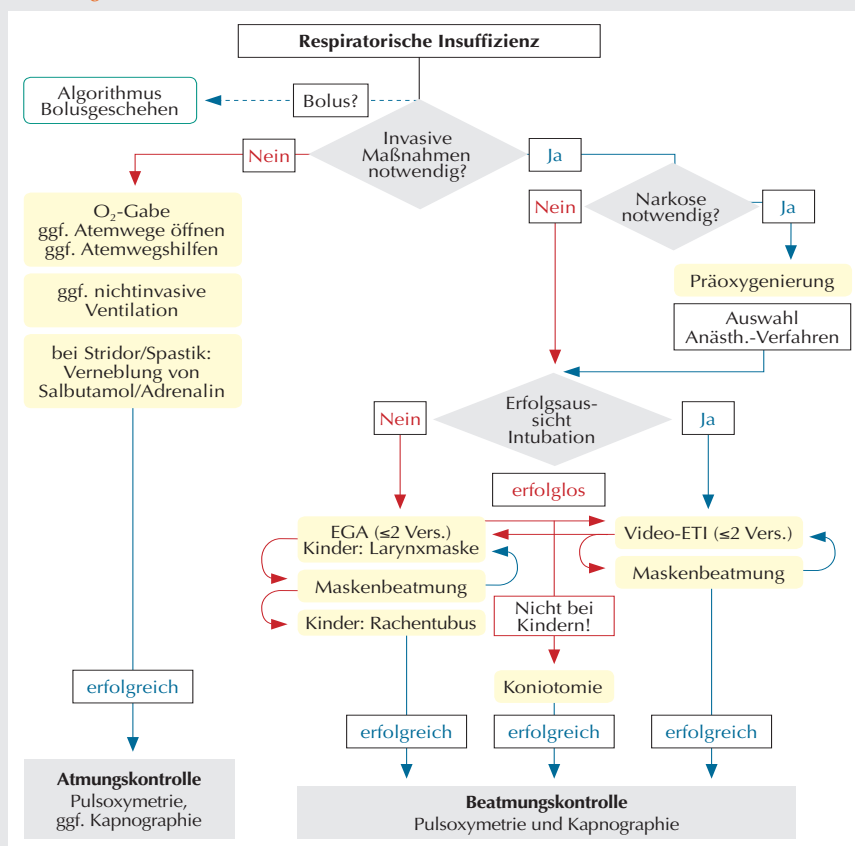 Respiratorische Insuffizienz
Algorithmus
Bolusgeschehen
Bolus?
Invasive
Maßnahmen
notwendig?
Nein
Ja
Narkose
notwendig?
Nein
Ja
O₂-Gabe
ggf. Atemwege öffnen
ggf. Atemwegshilfen
ggf. nichtinvasive
Ventilation
bei Stridor/Spastik:
Verneblung von
Salbutamol/Adrenalin
Präoxygenierung
Auswahl
Anästh.-Verfahren
Erfolgsaus-
sicht
Intubation
Nein
Ja
erfolglos
EGA (≤2 Vers.)
Kinder: Larynxmaske
Maskenbeatmung
Kinder: Rachentubus
Video-ETI (≤2 Vers.)
Maskenbeatmung
Nicht bei
Kindern!
Koniotomie
erfolgreich
erfolgreich
erfolgreich
erfolgreich
Atmungskontrolle
Pulsoxymetrie,
ggf. Kapnographie
Beatmungskontrolle
Pulsoxymetrie und Kapnographie